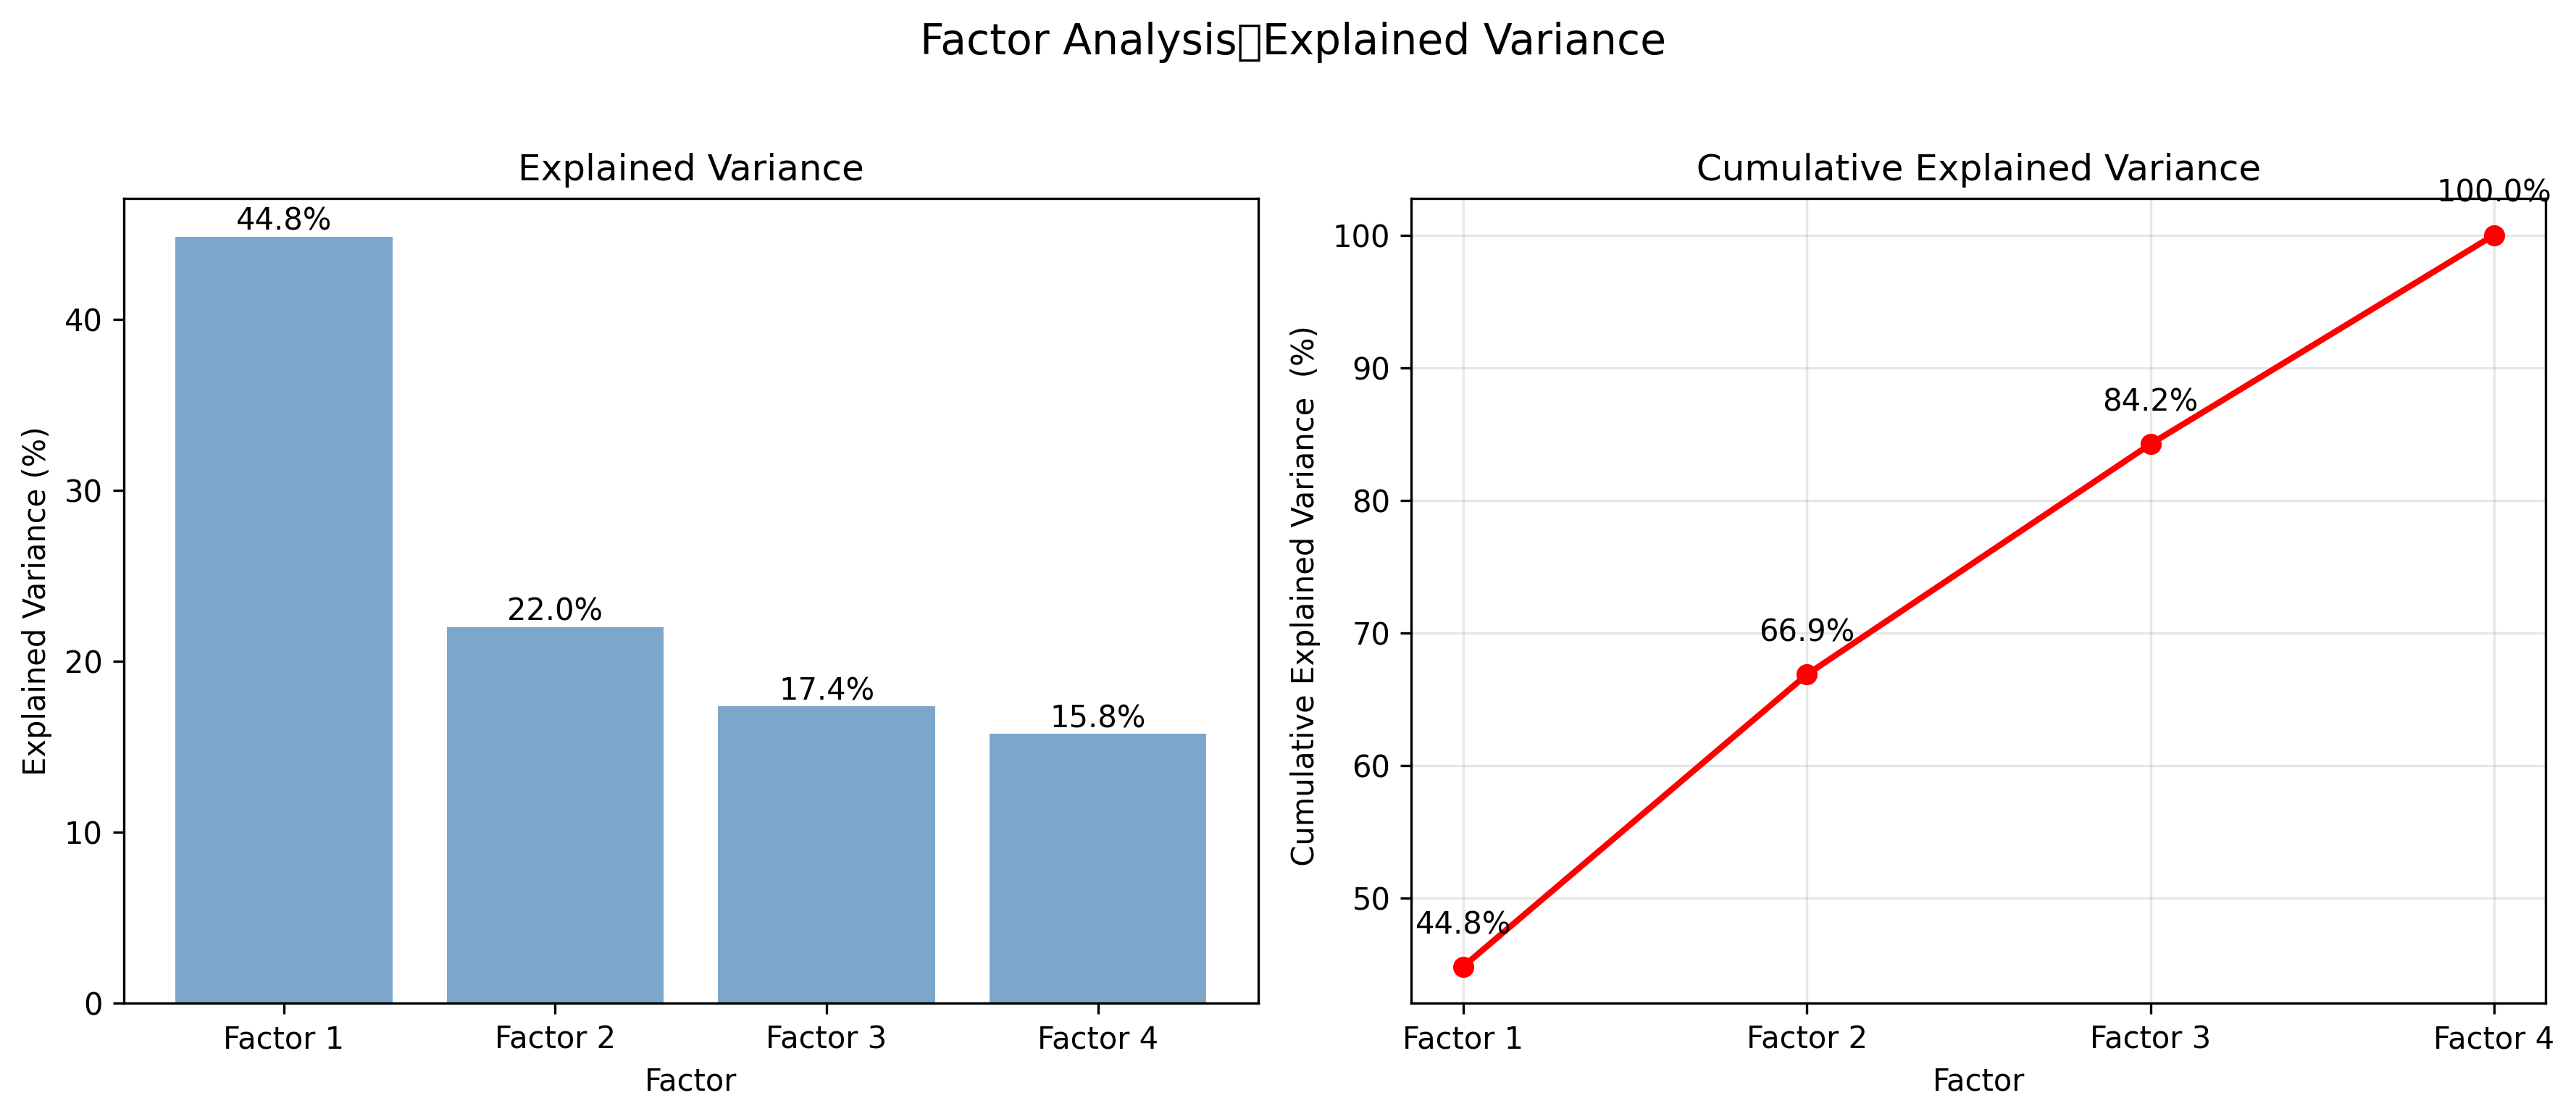 Factor Analysis▯Explained Variance
Explained Variance
Explained Variance (%)
40
30
20
10
0
44.8%
22.0%
17.4%
15.8%
Factor 1
Factor 2
Factor 3
Factor 4
Factor
Cumulative Explained Variance
Cumulative Explained Variance  (%)
100
90
80
70
60
50
44.8%
66.9%
84.2%
100.0%
Factor 1
Factor 2
Factor 3
Factor 4
Factor